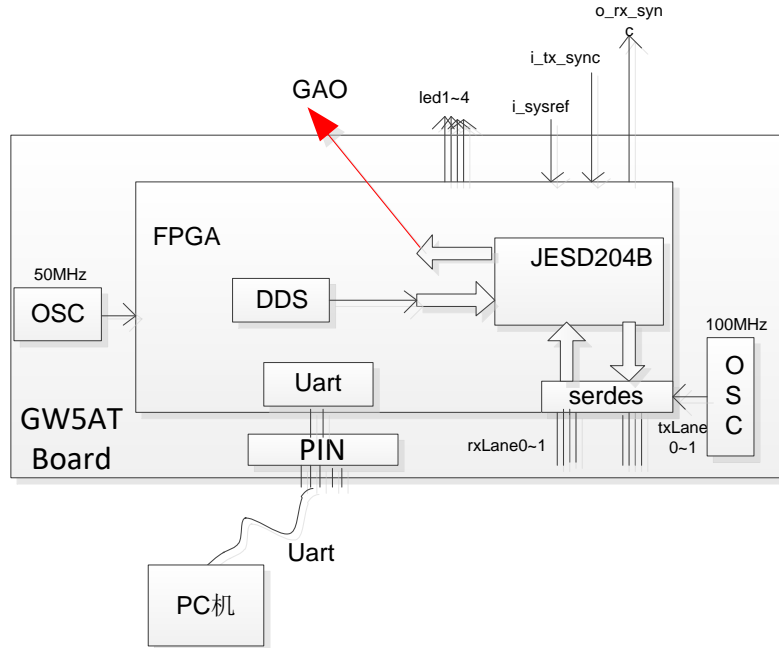 o_rx_syn
c
i_tx_sync
GAO
led1~4
i_sysref
FPGA
JESD204B
50MHz
OSC
DDS
100MHz
O
S
C
Uart
serdes
GW5AT
Board
PIN
rxLane0~1
txLane
0~1
Uart
PC机